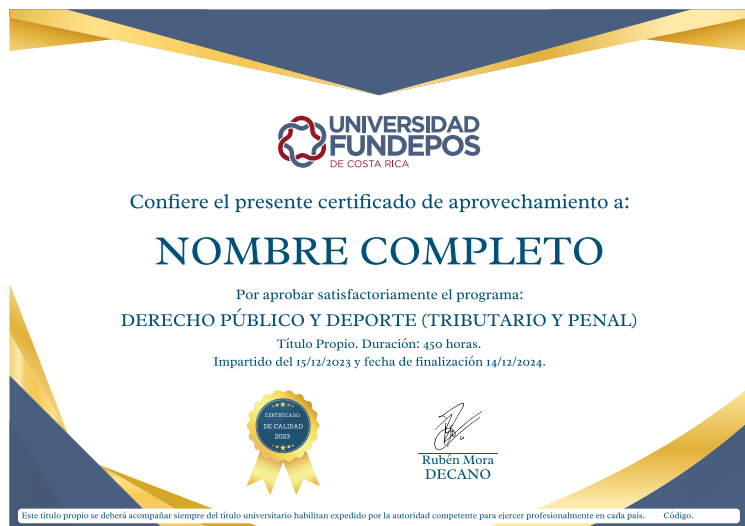 UNIVERSIDAD
FUNDEPOS
DE COSTA RICA
Confiere el presente certificado de aprovechamiento a:
NOMBRE COMPLETO
Por aprobar satisfactoriamente el programa:
DERECHO PÚBLICO Y DEPORTE (TRIBUTARIO Y PENAL)
Título Propio. Duración: 450 horas.
Impartido del 15/12/2023 y fecha de finalización 14/12/2024.
CERTIFICADO
DE CALIDAD
2023
Rubén Mora
DECANO
Este título propio se deberá acompañar siempre del título universitario habilitan expedido por la autoridad competente para ejercer profesionalmente en cada país. Código.